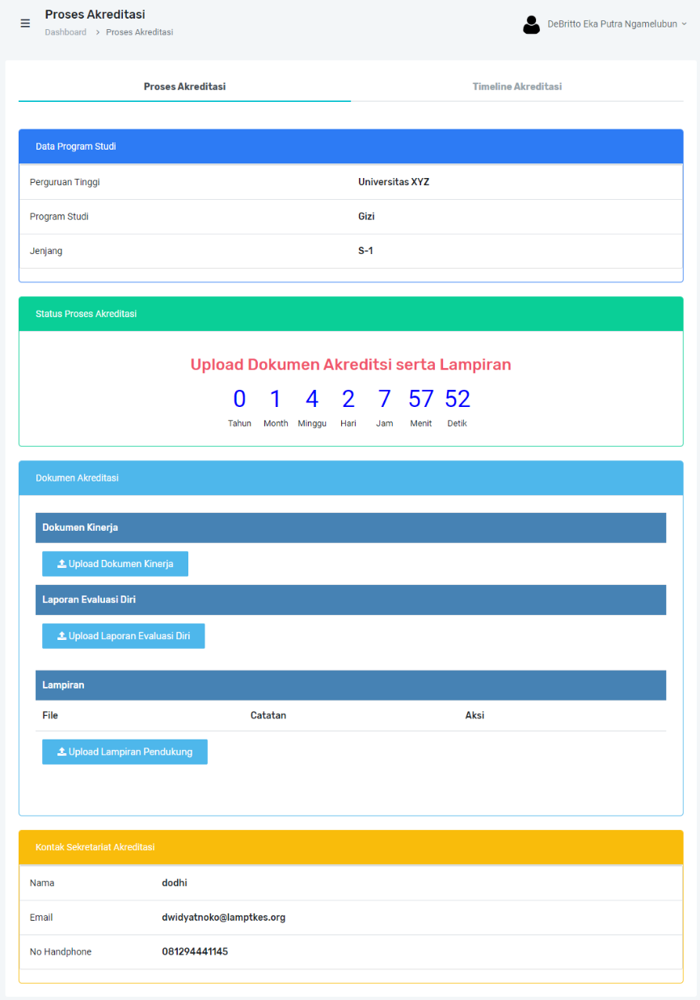 Proses Akreditasi
DeBritto Eka Putra Ngamelubun
Dashboard > Proses Akreditasi
Proses Akreditasi Timeline Akreditasi
Data Program Studi
Perguruan Tinggi Universitas XYZ
Program Studi Gizi
Jenjang S-1
Status Proses Akreditasi
Upload Dokumen Akreditsi serta Lampiran
0 1 4 2 7 57 52
Tahun Month Minggu Hari Jam Menit Detik
Dokumen Akreditasi
Dokumen Kinerja
Upload Dokumen Kinerja
Laporan Evaluasi Diri
Upload Laporan Evaluasi Diri
Lampiran
File Catatan Aksi
Upload Lampiran Pendukung
Kontak Sekretariat Akreditasi
Nama dodhi
Email dwidyatnoko@lamptkes.org
No Handphone 081294441145